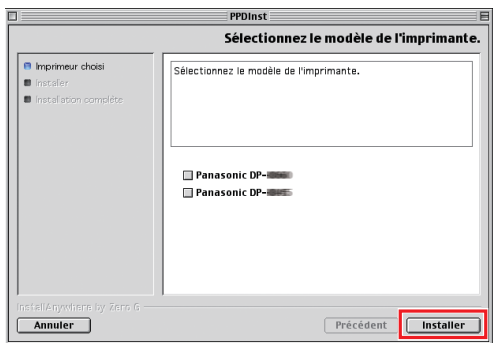 PPDInst
Sélectionnez le modèle de l'imprimante.
Imprimeur choisi
Installer
Installation complète
Sélectionnez le modèle de l'imprimante.
Panasonic DP-
Panasonic DP-
InstallAnywhere by Zero G
Annuler
Précédent
Installer